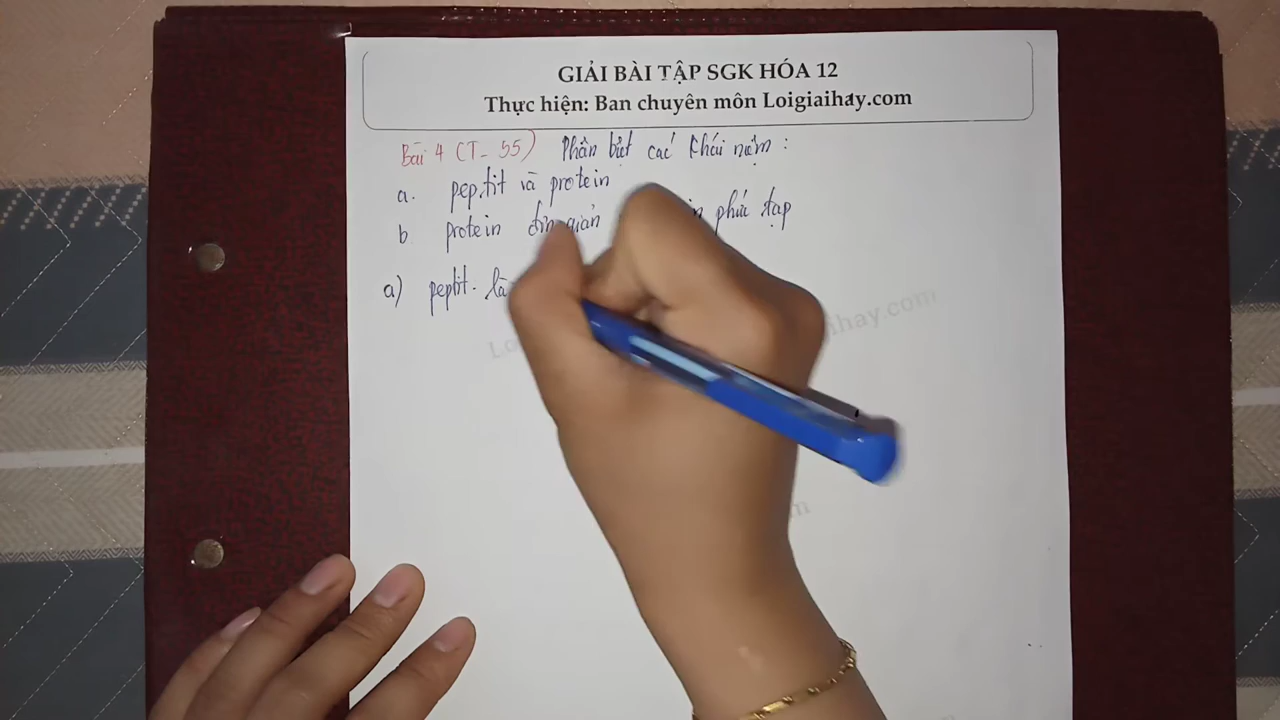 GIẢI BÀI TẬP SGK HÓA 12
Thực hiện: Ban chuyên môn Loigiaihay.com
Bài 4 (T-55) Phân biệt các khái niệm:
a. peptit và protein
b. protein đơn giản phức tạp
a) peptit. là